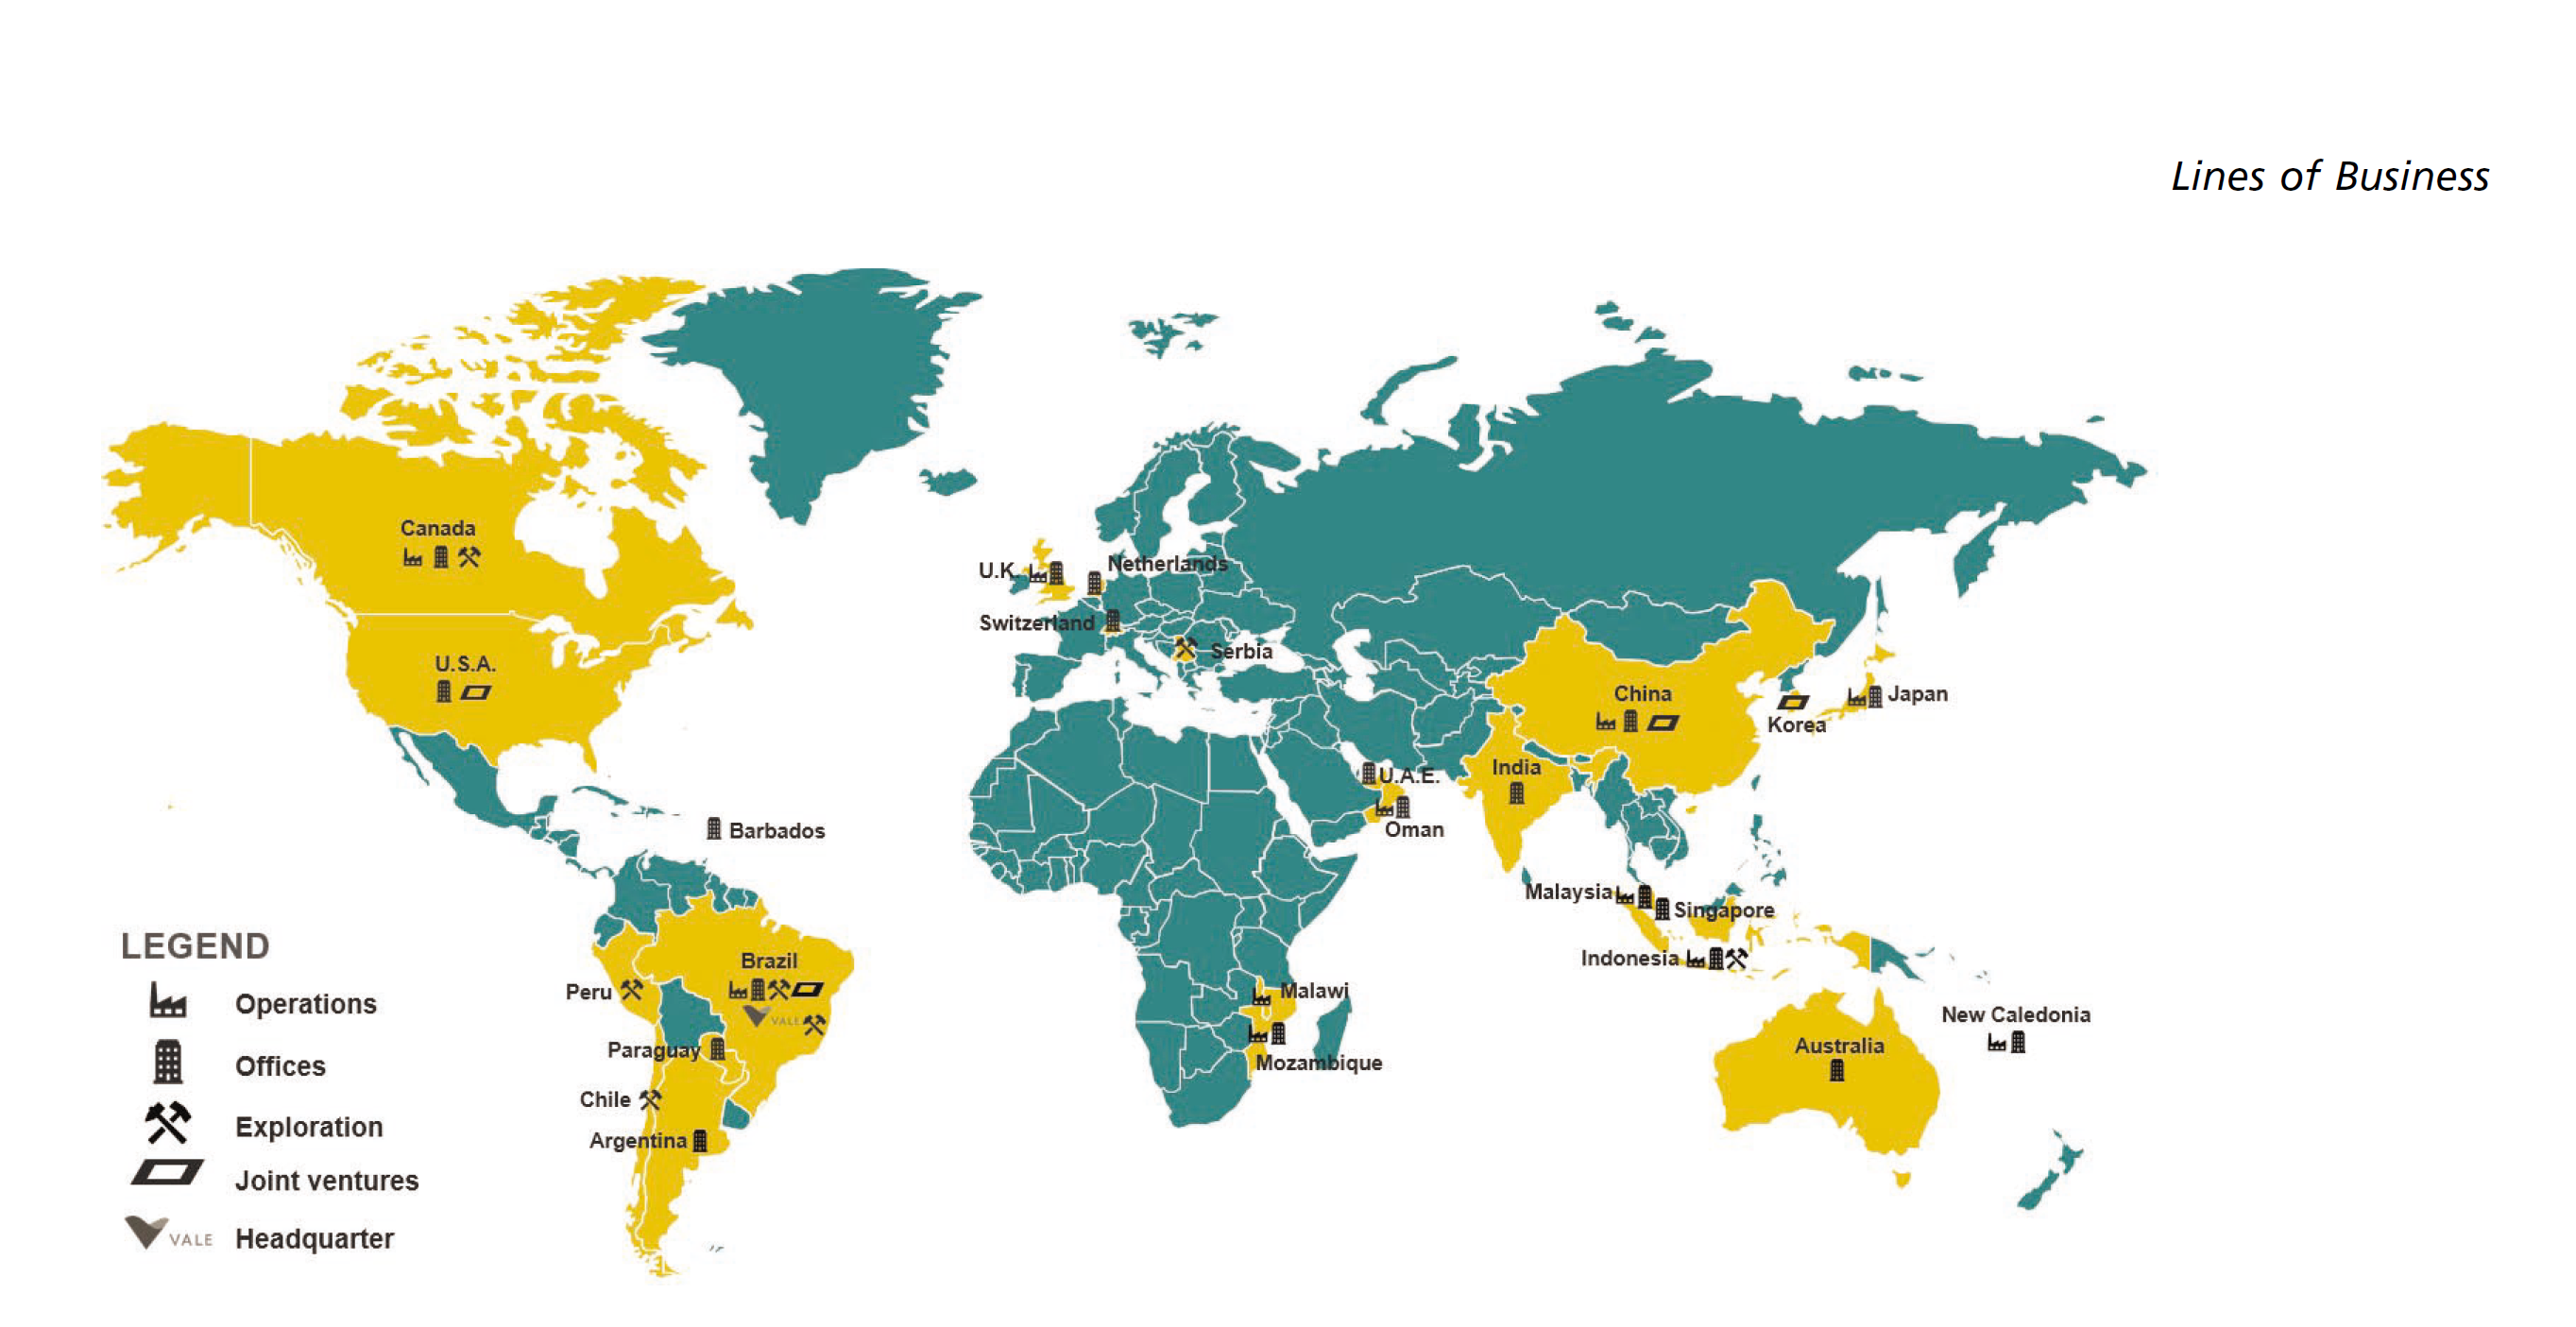 Lines of Business
Canada
U.S.A.
Barbados
U.K.
Netherlands
Switzerland
Serbia
China
Korea
Japan
India
U.A.E.
Oman
Malaysia
Singapore
Indonesia
Peru
Brazil
VALE
Paraguay
Chile
Argentina
Malawi
Mozambique
New Caledonia
Australia
LEGEND
Operations
Offices
Exploration
Joint ventures
VALE Headquarter